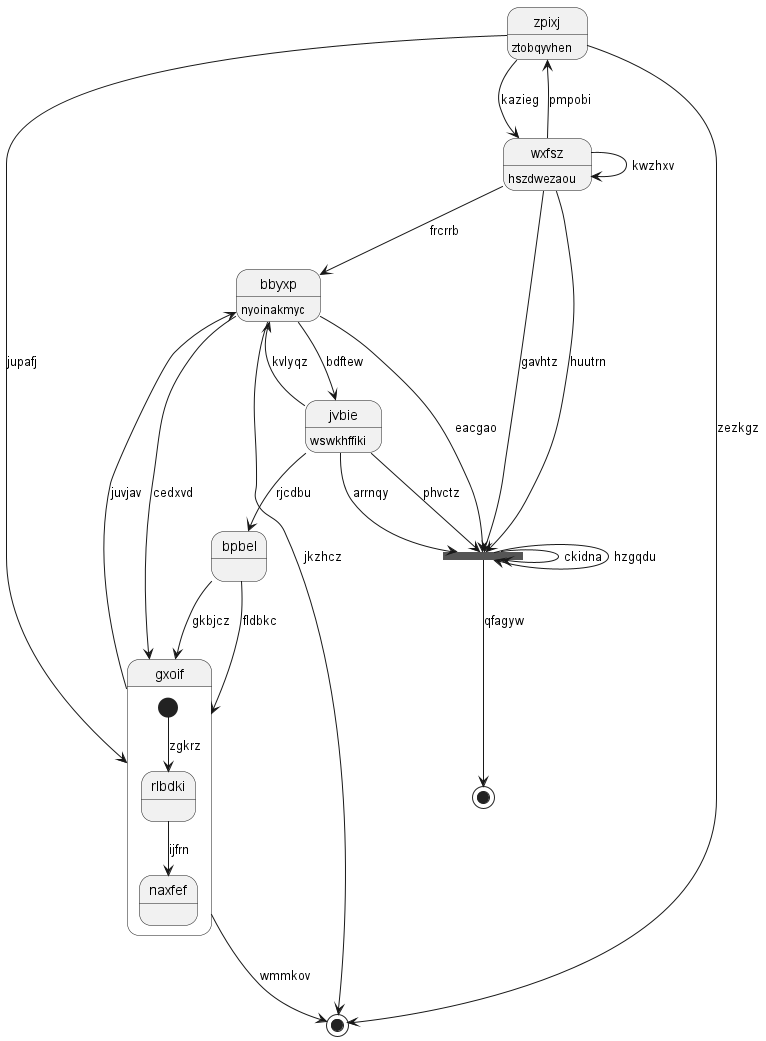 zpixj
ztobqyvhen
kazieg
pmpobi
wxfsz
hszdwezaou
kwzhxv
frcrrb
bbyxp
nyoinakmyc
jupafj
kvlyqz
bdftew
gavhtz
huutrn
jvbie
wswkhffiki
eacgao
zezkgz
juvjav
cedxvd
rjcdbu
arrnqy
phvctz
bpbel
jkzhcz
ckidna
hzgqdu
gkbjcz
fldbkc
qfagyw
gxoif
zgkrz
rlbdki
ijfrn
naxfef
wmmkov